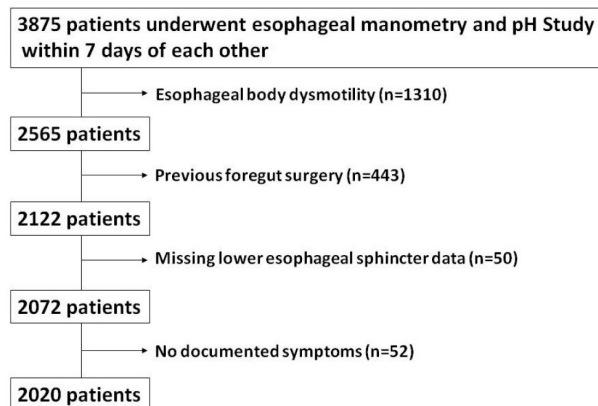 3875 patients underwent esophageal manometry and pH Study
within 7 days of each other
Esophageal body dysmotility (n=1310)
2565 patients
Previous foregut surgery (n=443)
2122 patients
Missing lower esophageal sphincter data (n=50)
2072 patients
No documented symptoms (n=52)
2020 patients